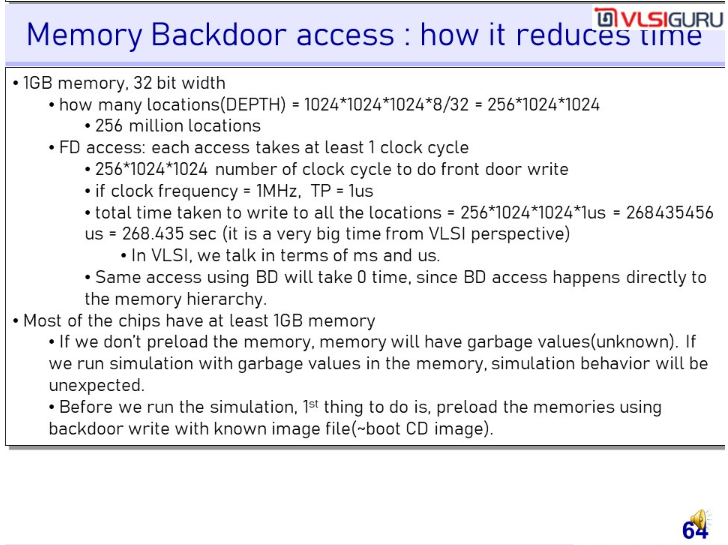 VLSIGURU
Memory Backdoor access : how it reduces time
• 1GB memory, 32 bit width
• how many locations(DEPTH) = 1024*1024*1024*8/32 = 256*1024*1024
• 256 million locations
• FD access: each access takes at least 1 clock cycle
• 256*1024*1024 number of clock cycle to do front door write
• if clock frequency = 1MHz, TP = 1us
• total time taken to write to all the locations = 256*1024*1024*1us = 268435456
us = 268.435 sec (it is a very big time from VLSI perspective)
• In VLSI, we talk in terms of ms and us.
• Same access using BD will take 0 time, since BD access happens directly to
the memory hierarchy.
• Most of the chips have at least 1GB memory
• If we don't preload the memory, memory will have garbage values(unknown). If
we run simulation with garbage values in the memory, simulation behavior will be
unexpected.
• Before we run the simulation, 1st thing to do is, preload the memories using
backdoor write with known image file(~boot CD image).
64